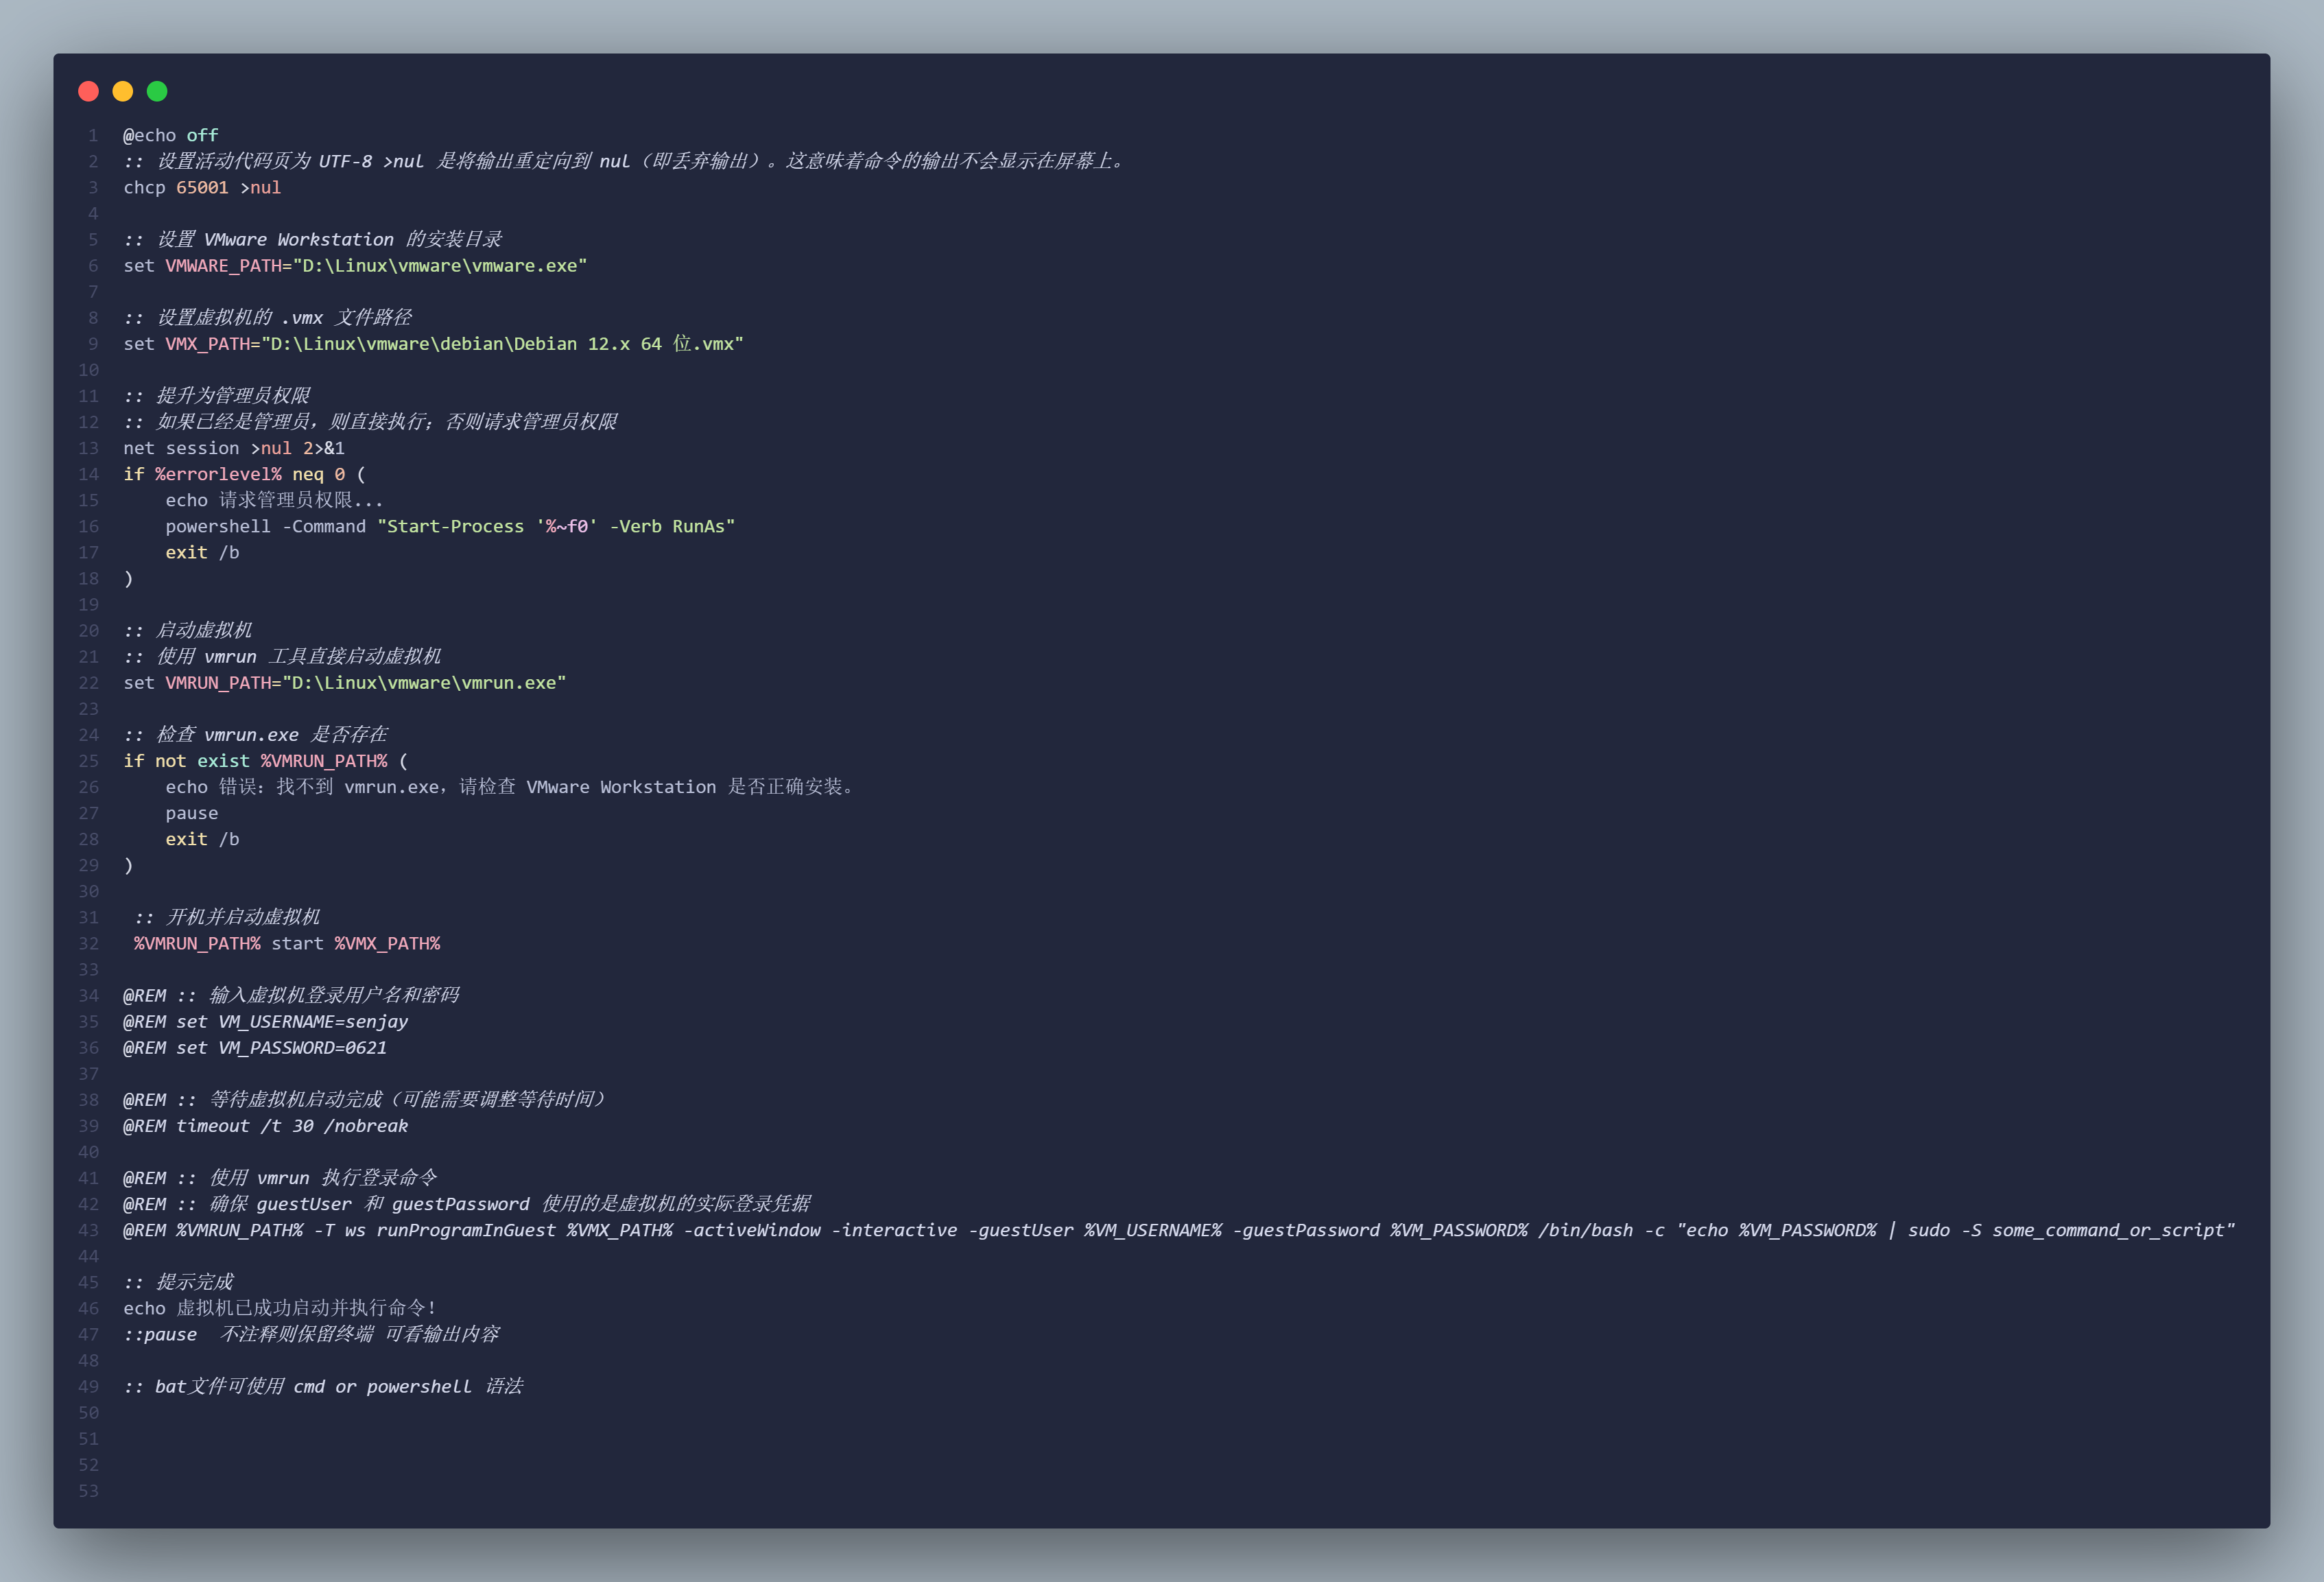 1 @echo off
2 :: 设置活动代码页为 UTF-8 >nul 是将输出重定向到 nul（即丢弃输出）。这意味着命令的输出不会显示在屏幕上。
3 chcp 65001 >nul
4
5 :: 设置 VMware Workstation 的安装目录
6 set VMWARE_PATH="D:\Linux\vmware\vmware.exe"
7
8 :: 设置虚拟机的 .vmx 文件路径
9 set VMX_PATH="D:\Linux\vmware\debian\Debian 12.x 64 位.vmx"
10
11 :: 提升为管理员权限
12 :: 如果已经是管理员，则直接执行；否则请求管理员权限
13 net session >nul 2>&1
14 if %errorlevel% neq 0 (
15     echo 请求管理员权限...
16     powershell -Command "Start-Process '%~f0' -Verb RunAs"
17     exit /b
18 )
19
20 :: 启动虚拟机
21 :: 使用 vmrun 工具直接启动虚拟机
22 set VMRUN_PATH="D:\Linux\vmware\vmrun.exe"
23
24 :: 检查 vmrun.exe 是否存在
25 if not exist %VMRUN_PATH% (
26     echo 错误：找不到 vmrun.exe，请检查 VMware Workstation 是否正确安装。
27     pause
28     exit /b
29 )
30
31  :: 开机并启动虚拟机
32  %VMRUN_PATH% start %VMX_PATH%
33
34 @REM :: 输入虚拟机登录用户名和密码
35 @REM set VM_USERNAME=senjay
36 @REM set VM_PASSWORD=0621
37
38 @REM :: 等待虚拟机启动完成（可能需要调整等待时间）
39 @REM timeout /t 30 /nobreak
40
41 @REM :: 使用 vmrun 执行登录命令
42 @REM :: 确保 guestUser 和 guestPassword 使用的是虚拟机的实际登录凭据
43 @REM %VMRUN_PATH% -T ws runProgramInGuest %VMX_PATH% -activeWindow -interactive -guestUser %VM_USERNAME% -guestPassword %VM_PASSWORD% /bin/bash -c "echo %VM_PASSWORD% | sudo -S some_command_or_script"
44
45 :: 提示完成
46 echo 虚拟机已成功启动并执行命令！
47 ::pause  不注释则保留终端 可看输出内容
48
49 :: bat文件可使用 cmd or powershell 语法
50
51
52
53